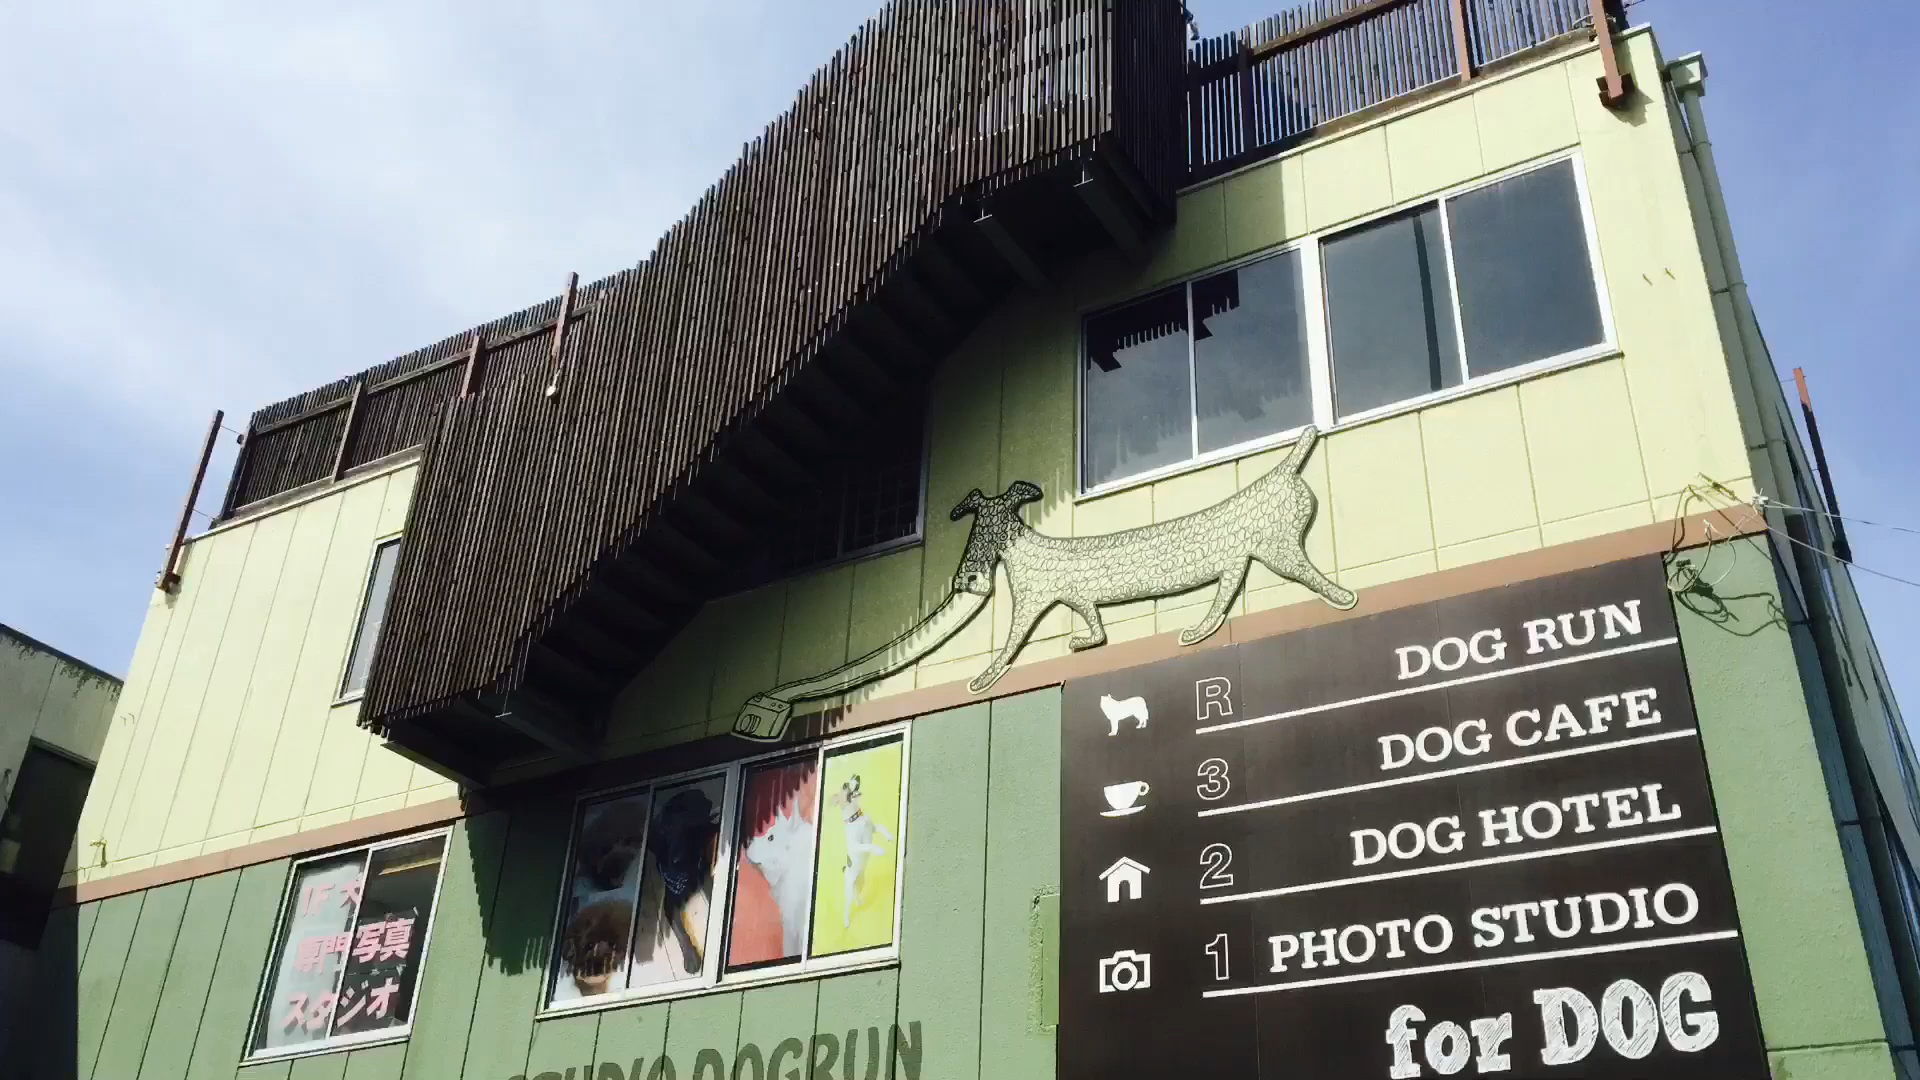 R DOG RUN
3 DOG CAFE
2 DOG HOTEL
1 PHOTO STUDIO
for DOG
1F 犬
専門写真
スタジオ
STUDIO DOGRUN